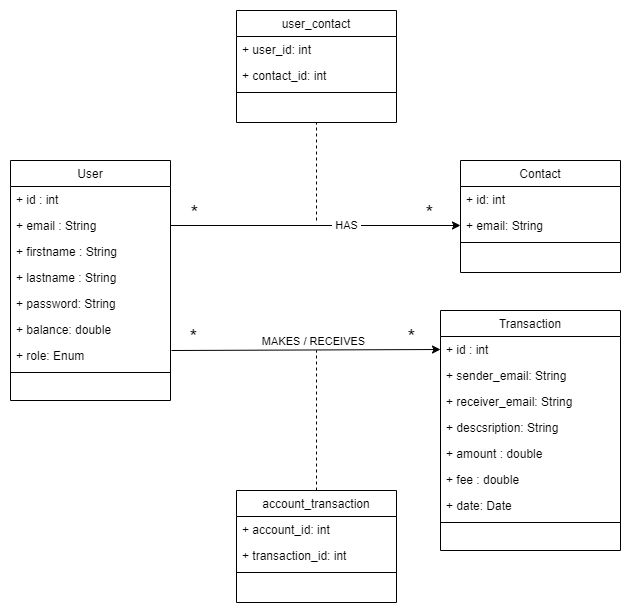 user_contact
+ user_id: int
+ contact_id: int
User
+ id : int
+ email : String
+ firstname : String
+ lastname : String
+ password: String
+ balance: double
+ role: Enum
*
*
HAS
Contact
+ id: int
+ email: String
*
*
MAKES / RECEIVES
Transaction
+ id : int
+ sender_email: String
+ receiver_email: String
+ descsription: String
+ amount : double
+ fee : double
+ date: Date
account_transaction
+ account_id: int
+ transaction_id: int